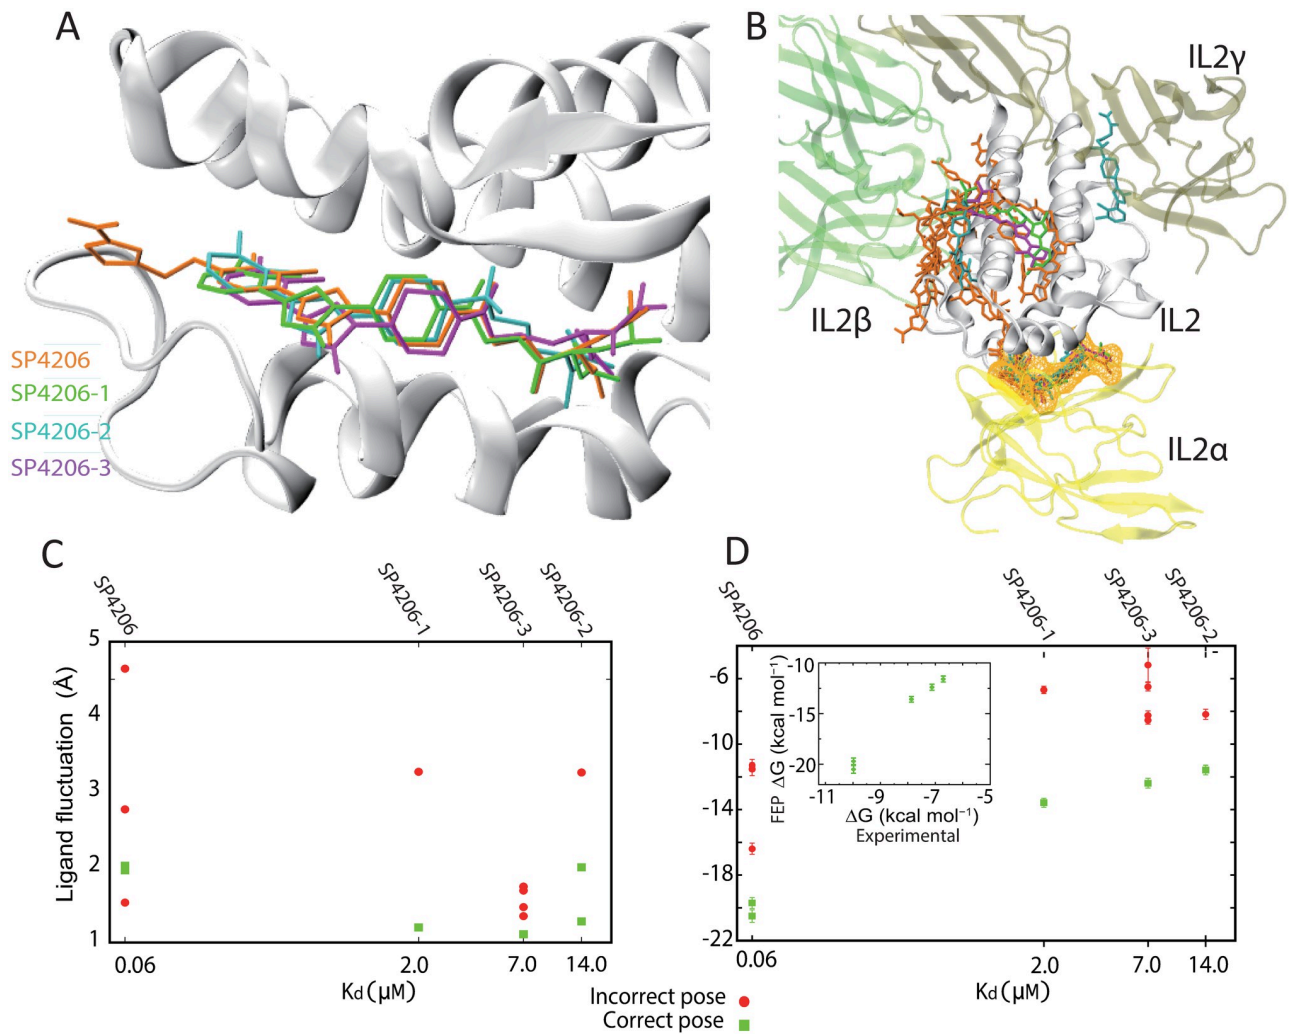 A
SP4206
SP4206-1
SP4206-2
SP4206-3
B
IL2γ
IL2β
IL2
IL2α
C
SP4206
SP4206-1
SP4206-3
SP4206-2
Ligand fluctuation (Å)
5
4
3
2
1
0.06
2.0
7.0
14.0
Kd(μM)
D
SP4206
SP4206-1
SP4206-3
SP4206-2
-6
-10
-14
-18
-22
FEP ΔG (kcal mol⁻¹)
-10
-15
-20
-11
-9
-7
-5
ΔG (kcal mol⁻¹)
Experimental
0.06
2.0
7.0
14.0
Kd(μM)
Incorrect pose
Correct pose